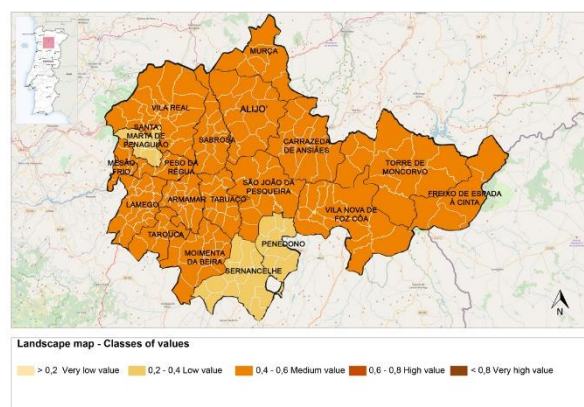 MURÇA
VILA REAL
ALIJO'
SANTA
MARTA DE
PENAGUIÃO
SABROSA
CARRAZEDA
DE ANSIÃES
MESÃO
FRIO
PESO DA
RÉGUA
TORRE DE
MONCORVO
SÃO JOÃO DA
PESQUEIRA
FREIXO DE ESPADA
À CINTA
LAMEGO
ARMAMAR
TABUAÇO
VILA NOVA DE
FOZ CÔA
TAROUCA
PENEDONO
MOIMENTA
DA BEIRA
SERNANCELHE
N
Landscape map - Classes of values
> 0,2 Very low value
0,2 - 0,4 Low value
0,4 - 0,6 Medium value
0,6 - 0,8 High value
< 0,8 Very high value